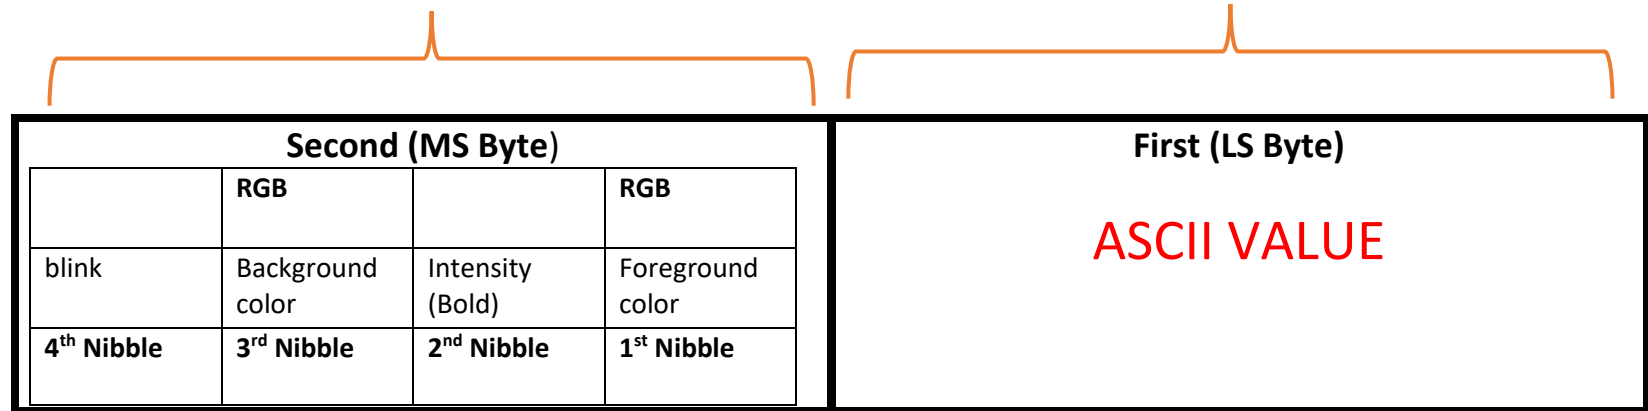 Second (MS Byte)
RGB RGB
blink Background color Intensity (Bold) Foreground color
4th Nibble 3rd Nibble 2nd Nibble 1st Nibble
First (LS Byte)
ASCII VALUE